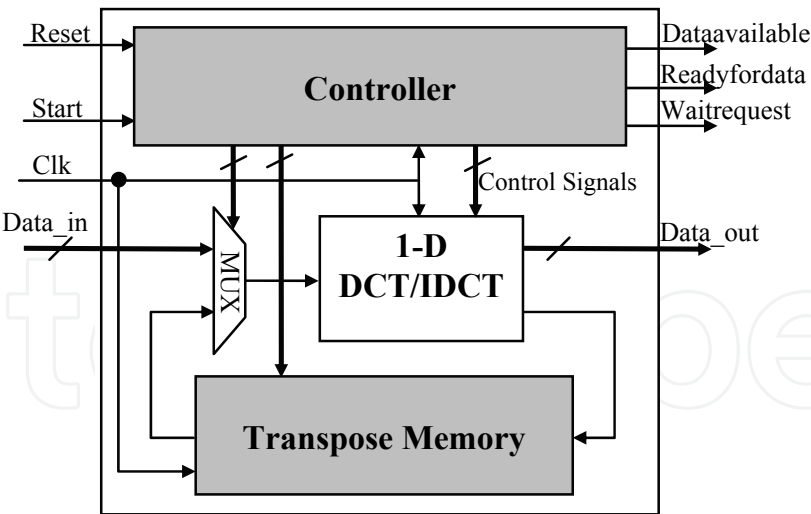 Reset
Dataavailable
Readyfordata
Controller
Start
Waitrequest
Clk
Control Signals
Data_in
MUX
1-D
DCT/IDCT
Data_out
Transpose Memory